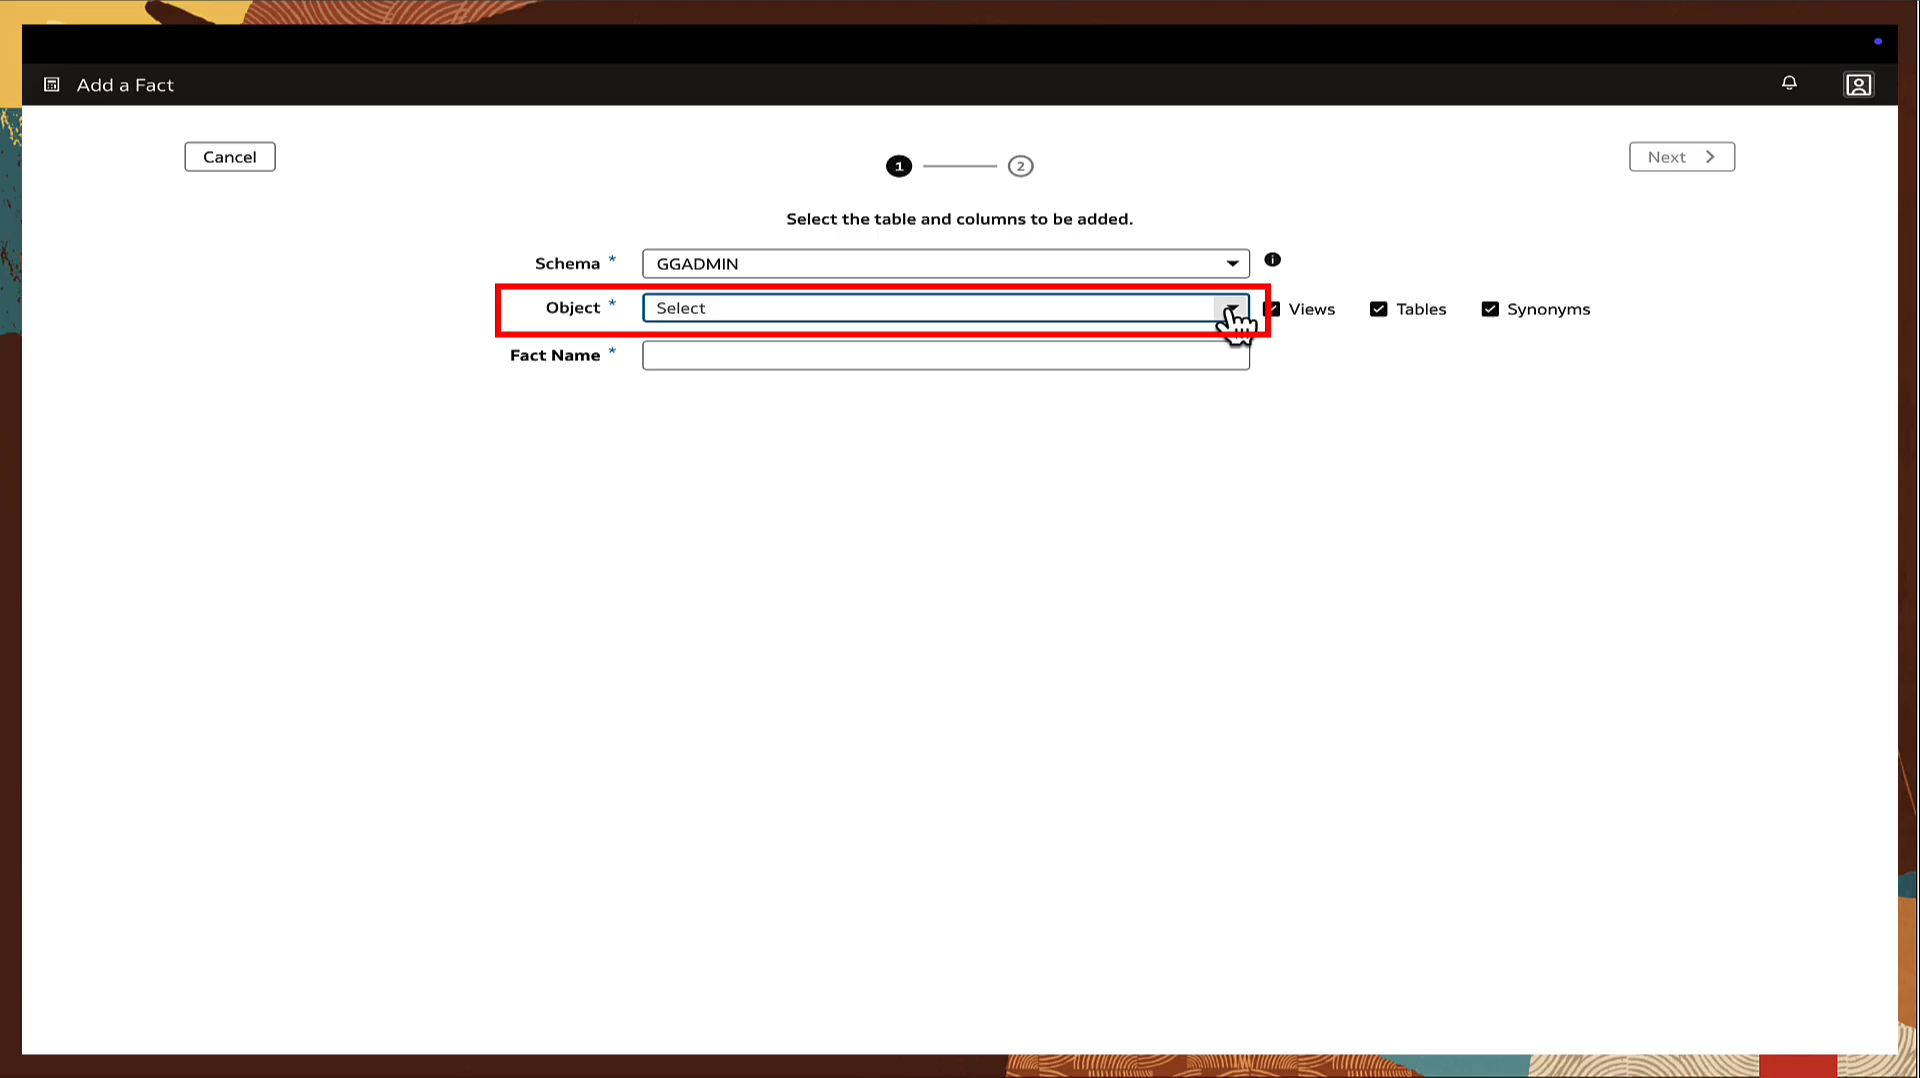 Add a Fact
Cancel
1
2
Next
Select the table and columns to be added.
Schema *
GGADMIN
Object *
Select
Views
Tables
Synonyms
Fact Name *